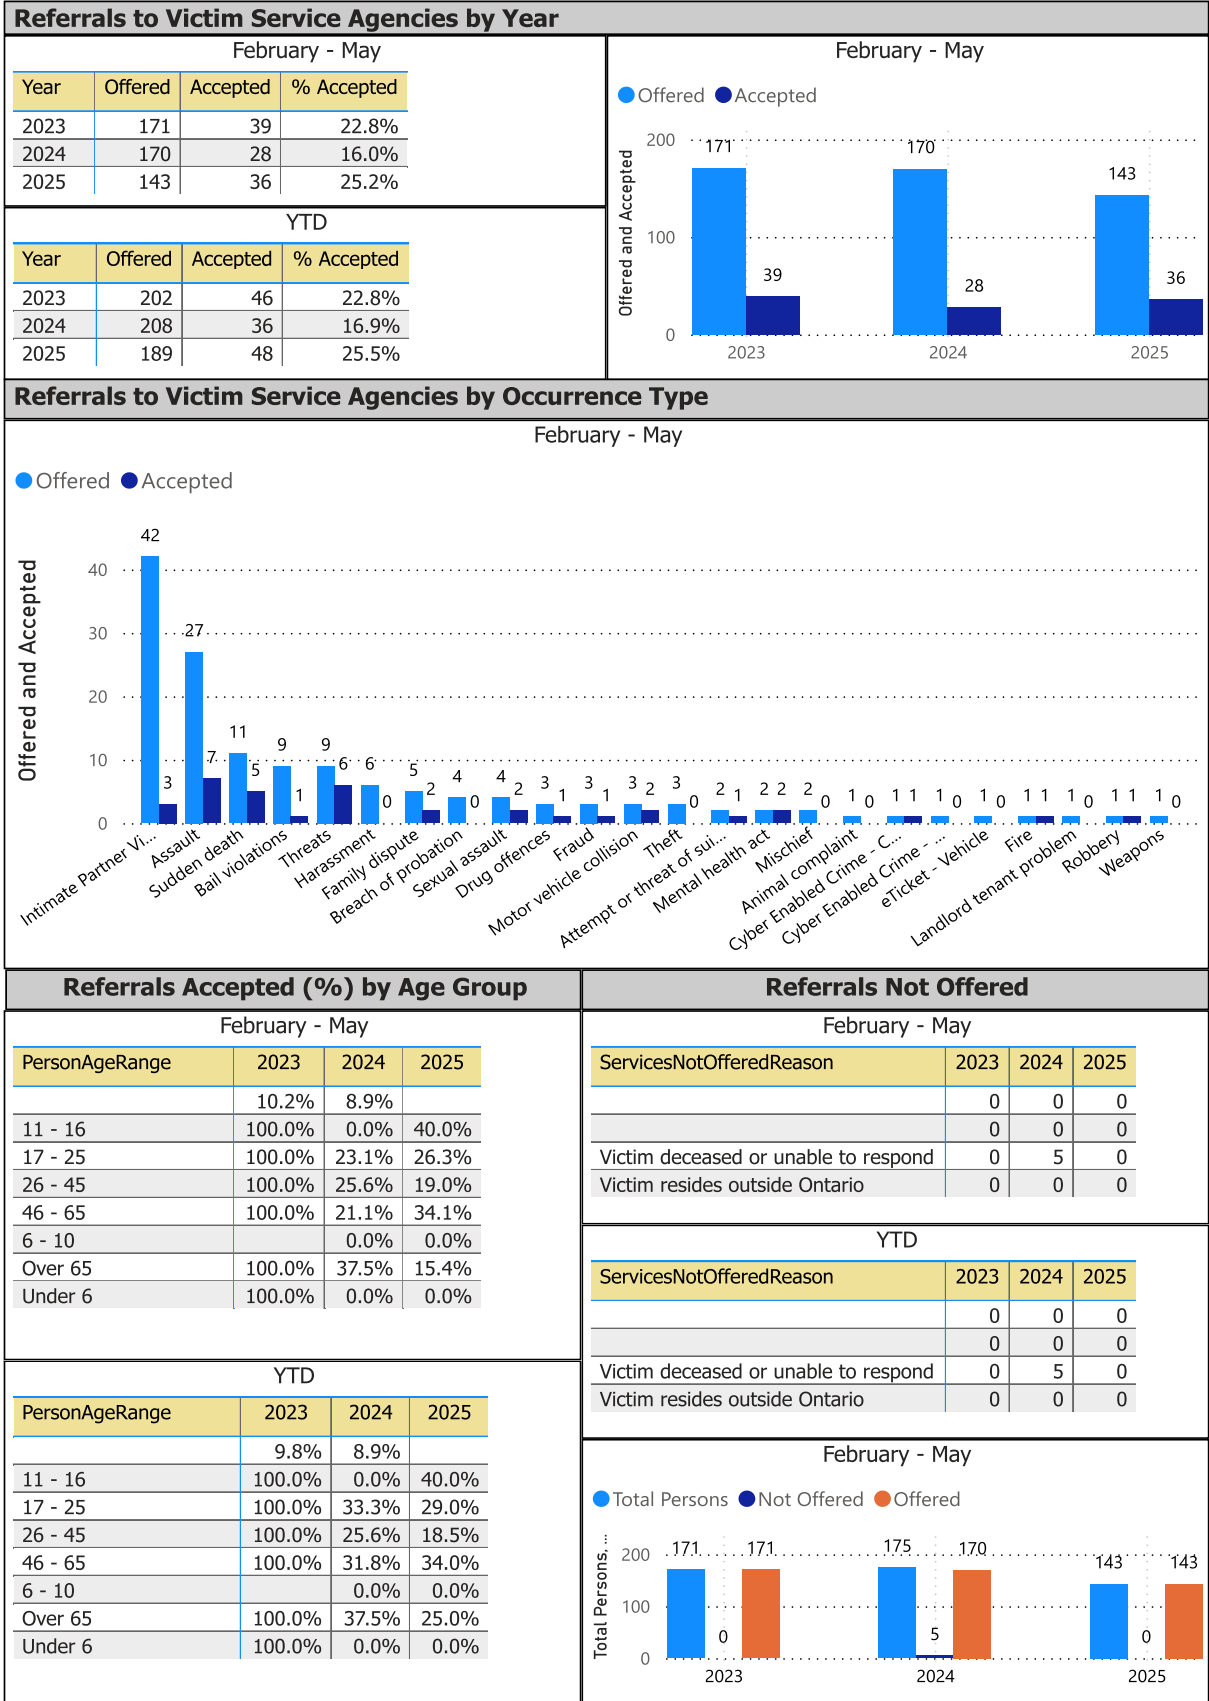 Referrals to Victim Service Agencies by Year
February - May
Year Offered Accepted % Accepted
2023 171 39 22.8%
2024 170 28 16.0%
2025 143 36 25.2%
YTD
Year Offered Accepted % Accepted
2023 202 46 22.8%
2024 208 36 16.9%
2025 189 48 25.5%
February - May
Offered Accepted
Offered and Accepted
200
100
0
171 39 170 28 143 36
2023 2024 2025
Referrals to Victim Service Agencies by Occurrence Type
February - May
Offered Accepted
Offered and Accepted
40
30
20
10
0
42 3 27 7 11 5 9 1 9 6 6 0 5 2 4 0 4 2 3 1 3 1 3 2 3 0 2 1 2 2 2 0 1 0 1 1 1 0 1 0 1 1 1 0 1 1 1 0
Intimate Partner Vi...
Assault
Sudden death
Bail violations
Threats
Harassment
Family dispute
Breach of probation
Sexual assault
Drug offences
Fraud
Motor vehicle collision
Theft
Attempt or threat of sui...
Mental health act
Mischief
Animal complaint
Cyber Enabled Crime - C...
Cyber Enabled Crime - ...
eTicket - Vehicle
Fire
Landlord tenant problem
Robbery
Weapons
Referrals Accepted (%) by Age Group
February - May
PersonAgeRange 2023 2024 2025
10.2% 8.9%
11 - 16 100.0% 0.0% 40.0%
17 - 25 100.0% 23.1% 26.3%
26 - 45 100.0% 25.6% 19.0%
46 - 65 100.0% 21.1% 34.1%
6 - 10 0.0% 0.0%
Over 65 100.0% 37.5% 15.4%
Under 6 100.0% 0.0% 0.0%
YTD
PersonAgeRange 2023 2024 2025
9.8% 8.9%
11 - 16 100.0% 0.0% 40.0%
17 - 25 100.0% 33.3% 29.0%
26 - 45 100.0% 25.6% 18.5%
46 - 65 100.0% 31.8% 34.0%
6 - 10 0.0% 0.0%
Over 65 100.0% 37.5% 25.0%
Under 6 100.0% 0.0% 0.0%
Referrals Not Offered
February - May
ServicesNotOfferedReason 2023 2024 2025
0 0 0
0 0 0
Victim deceased or unable to respond 0 5 0
Victim resides outside Ontario 0 0 0
YTD
ServicesNotOfferedReason 2023 2024 2025
0 0 0
0 0 0
Victim deceased or unable to respond 0 5 0
Victim resides outside Ontario 0 0 0
February - May
Total Persons Not Offered Offered
Total Persons, ...
200
100
0
171 0 171 175 5 170 143 0 143
2023 2024 2025